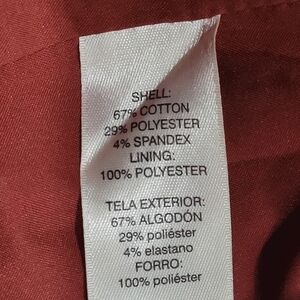 SHELL:
67% COTTON
29% POLYESTER
4% SPANDEX
LINING:
100% POLYESTER
TELA EXTERIOR:
67% ALGODÓN
29% poliéster
4% elastano
FORRO:
100% poliéster